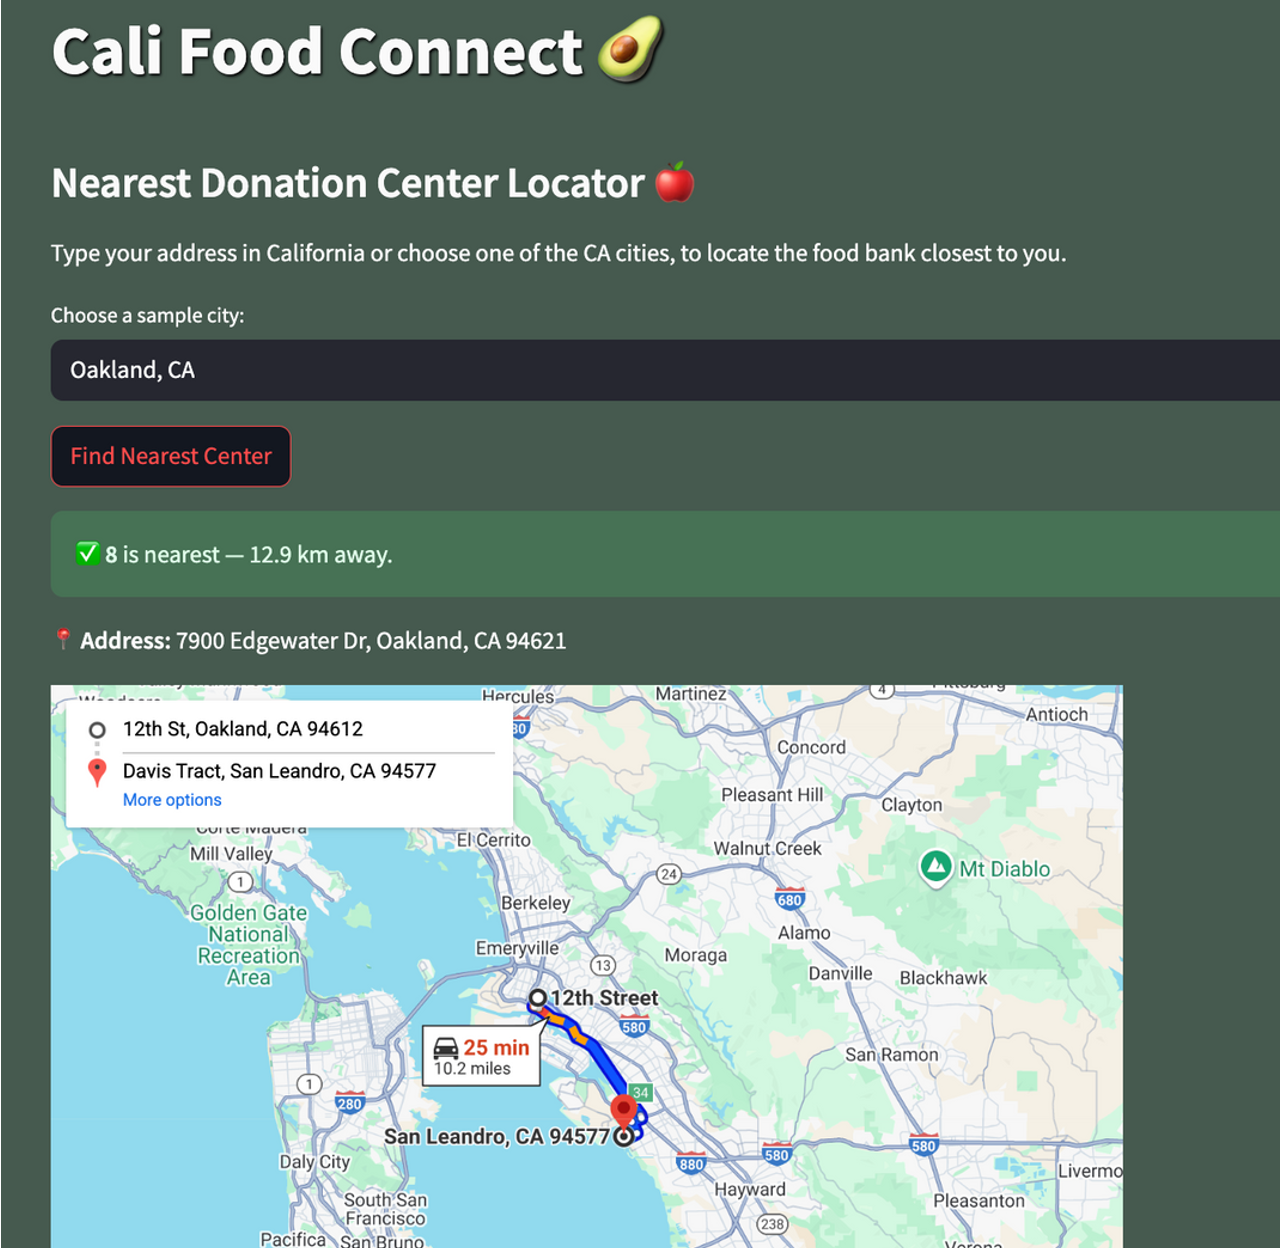 Cali Food Connect 🥑
Nearest Donation Center Locator 🍎
Type your address in California or choose one of the CA cities, to locate the food bank closest to you.
Choose a sample city:
Oakland, CA
Find Nearest Center
✅ 8 is nearest — 12.9 km away.
📍 Address: 7900 Edgewater Dr, Oakland, CA 94621
12th St, Oakland, CA 94612
Davis Tract, San Leandro, CA 94577
More options
Hercules
Martinez
4
Pittsburg
Antioch
80
Concord
Pleasant Hill
Clayton
Corte Madera
El Cerrito
Mill Valley
Walnut Creek
Mt Diablo
1
24
680
Golden Gate
National
Recreation
Area
Berkeley
Alamo
Emeryville
Moraga
13
Danville
Blackhawk
12th Street
580
25 min
10.2 miles
San Ramon
1
280
34
San Leandro, CA 94577
580
580
880
Daly City
Livermo
Hayward
Pleasanton
South San
Francisco
238
Pacifica
San Bruno